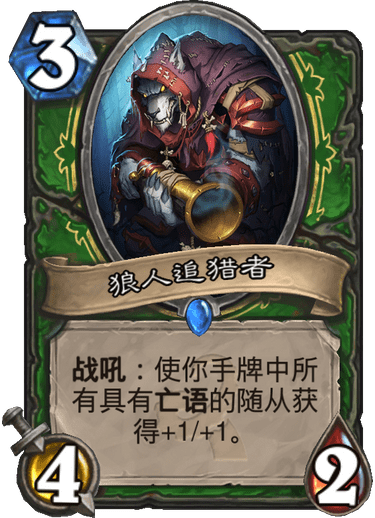 3
狼人追猎者
战吼：使你手牌中所
有具有亡语的随从获
得+1/+1。
4
2